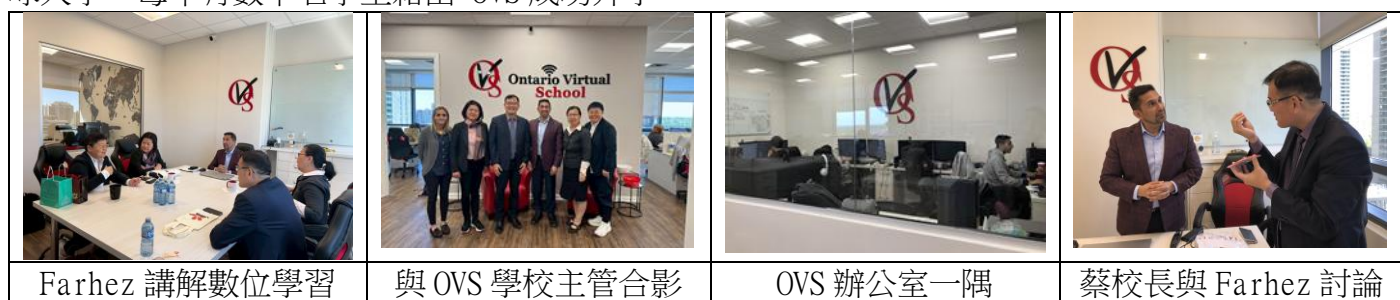 Ontario Virtual
School
Farhez 講解數位學習
與 OVS 學校主管合影
OVS 辦公室一隅
蔡校長與 Farhez 討論